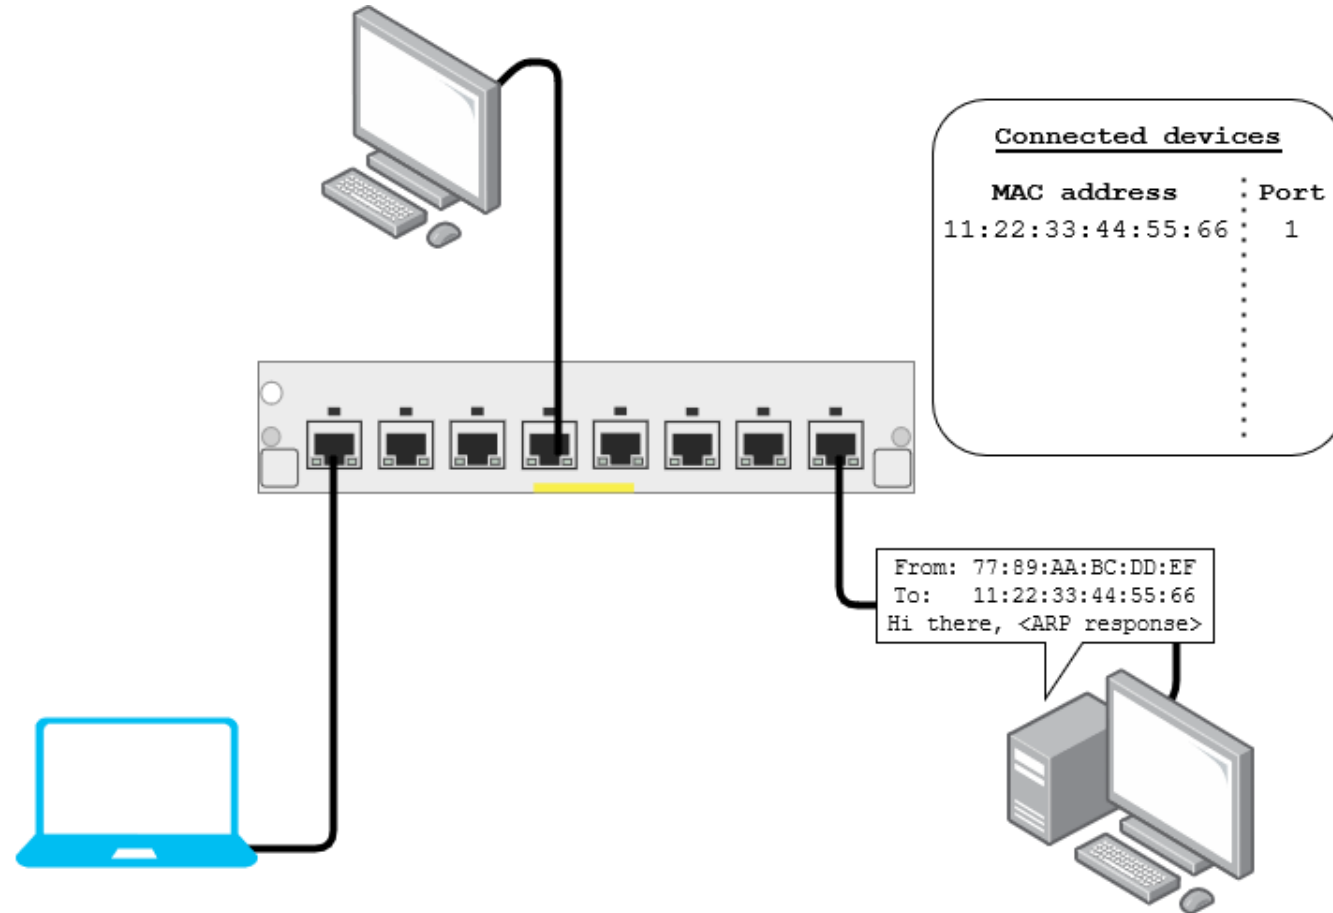 Connected devices
MAC address Port
11:22:33:44:55:66 1
From: 77:89:AA:BC:DD:EF
To: 11:22:33:44:55:66
Hi there, <ARP response>